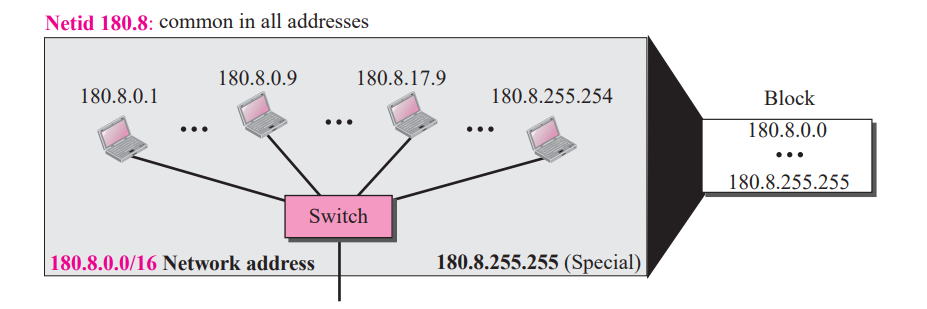 Netid 180.8: common in all addresses
180.8.0.1
180.8.0.9
180.8.17.9
180.8.255.254
Switch
180.8.0.0/16 Network address
180.8.255.255 (Special)
Block
180.8.0.0
180.8.255.255